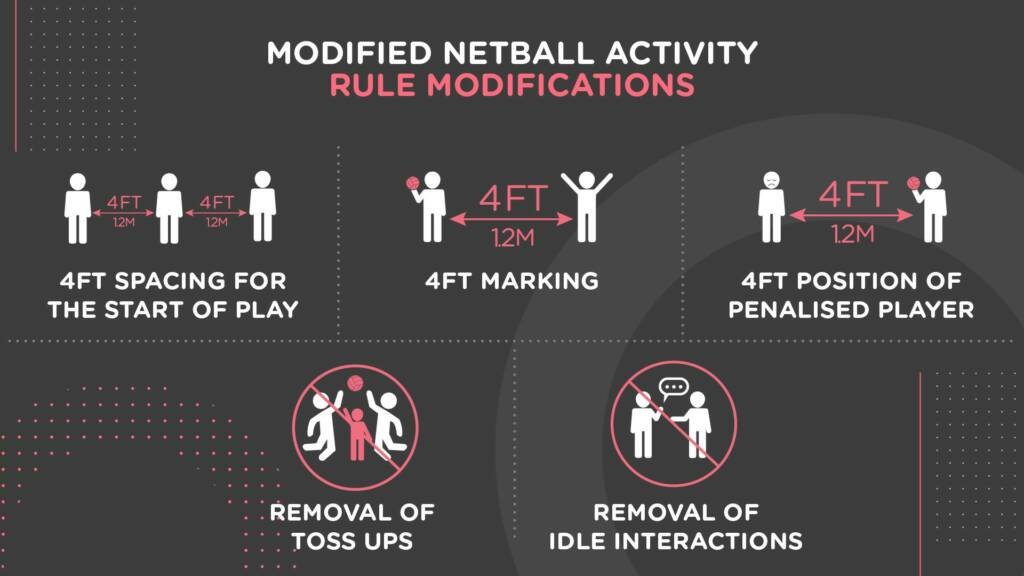 MODIFIED NETBALL ACTIVITY
RULE MODIFICATIONS
4FT
1.2M
4FT
1.2M
4FT SPACING FOR
THE START OF PLAY
4FT
1.2M
4FT MARKING
4FT
1.2M
4FT POSITION OF
PENALISED PLAYER
REMOVAL OF
TOSS UPS
REMOVAL OF
IDLE INTERACTIONS